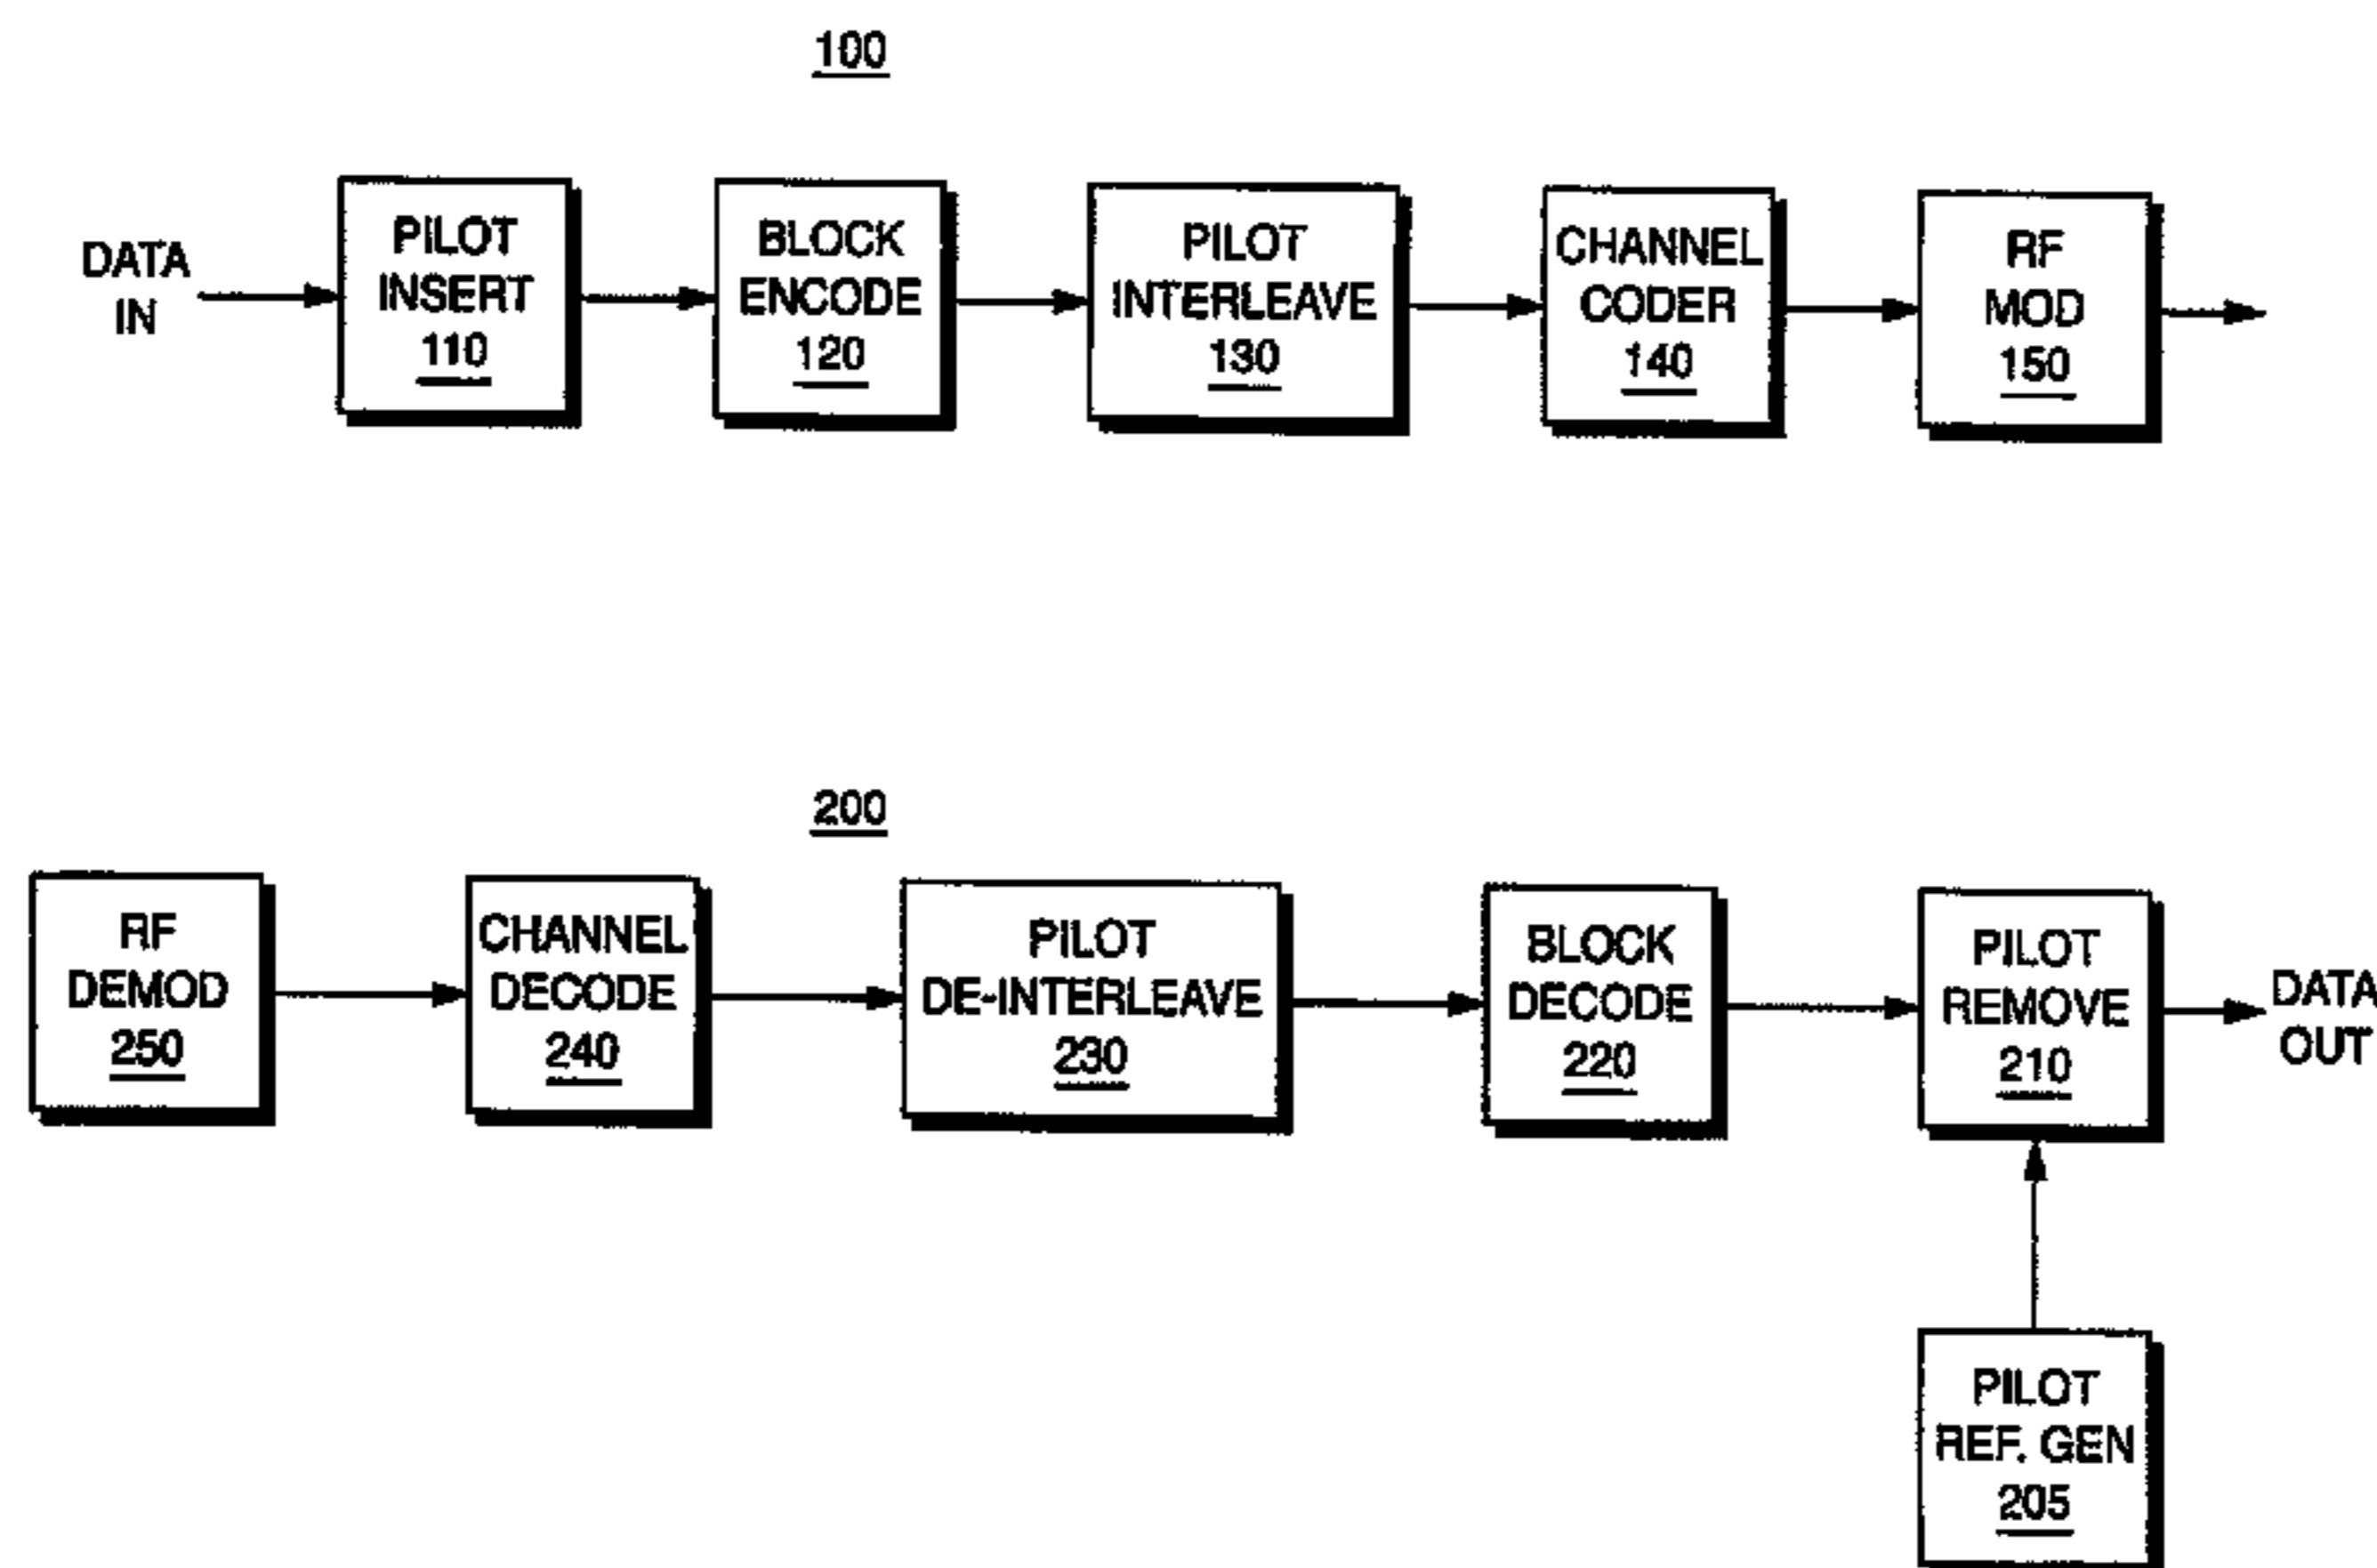 100
DATA
IN
PILOT
INSERT
110
BLOCK
ENCODE
120
PILOT
INTERLEAVE
130
CHANNEL
CODER
140
RF
MOD
150
200
RF
DEMOD
250
CHANNEL
DECODE
240
PILOT
DE-INTERLEAVE
230
BLOCK
DECODE
220
PILOT
REMOVE
210
DATA
OUT
PILOT
REF. GEN
205